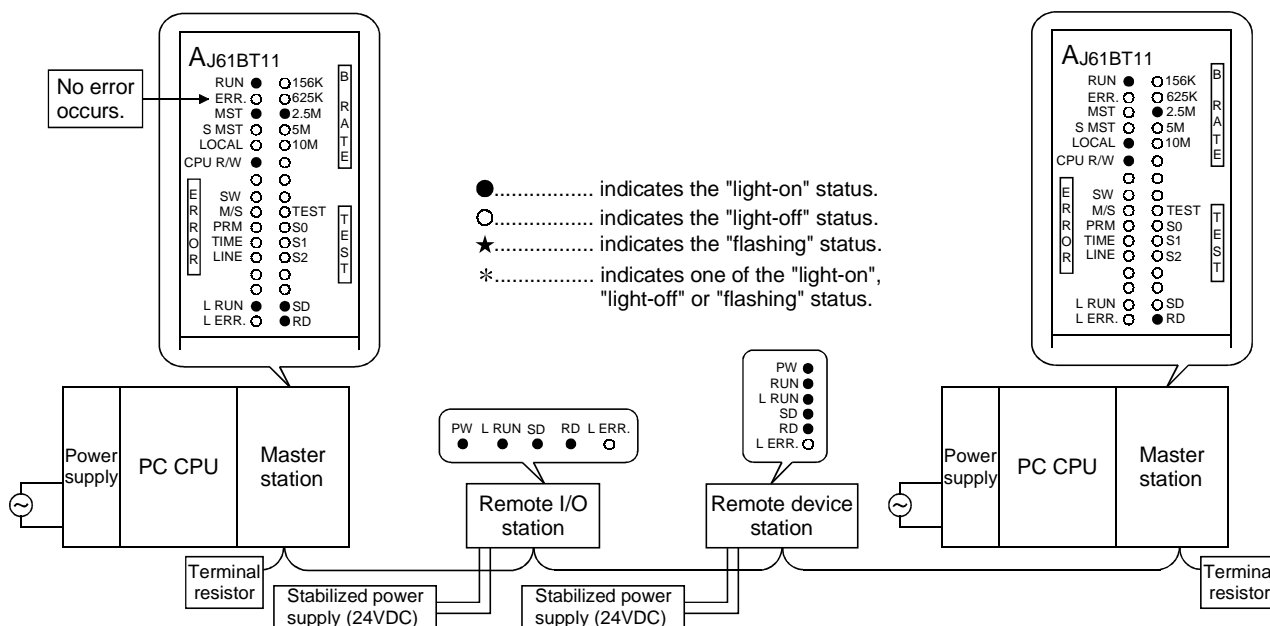 AJ61BT11
No error
occurs.
RUN 156K
ERR. 625K
MST 2.5M
S MST 5M
LOCAL 10M
CPU R/W
B RATE
SW
M/S TEST
PRM S0
TIME S1
LINE S2
ERROR
TEST
L RUN SD
L ERR. RD
................. indicates the "light-on" status.
................. indicates the "light-off" status.
................. indicates the "flashing" status.
................. indicates one of the "light-on",
"light-off" or "flashing" status.
AJ61BT11
RUN 156K
ERR. 625K
MST 2.5M
S MST 5M
LOCAL 10M
CPU R/W
B RATE
SW
M/S TEST
PRM S0
TIME S1
LINE S2
ERROR
TEST
L RUN SD
L ERR. RD
PW
RUN
L RUN
SD
RD
L ERR.
PW L RUN SD RD L ERR.
Power
supply
PC CPU
Master
station
Remote I/O
station
Remote device
station
Power
supply
PC CPU
Master
station
Terminal
resistor
Stabilized power
supply (24VDC)
Stabilized power
supply (24VDC)
Terminal
resistor